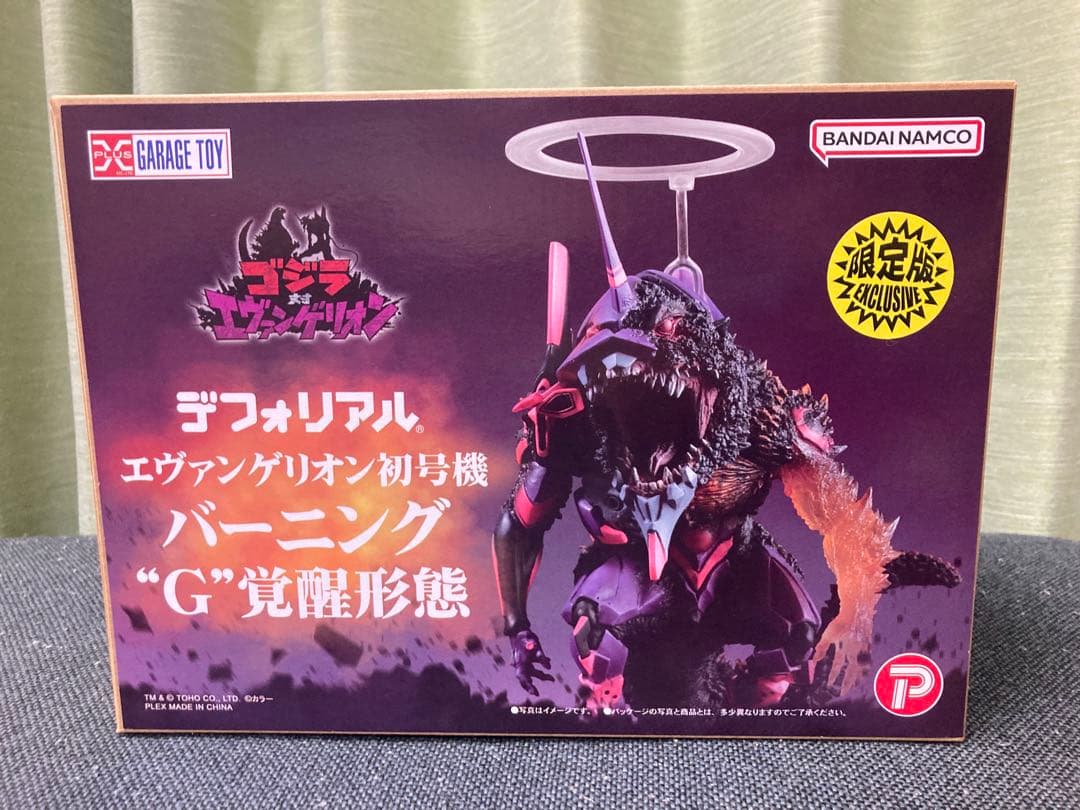 X PLUS
GARAGE TOY
BANDAI NAMCO
限定版
EXCLUSIVE
ゴジラ
対
エヴァンゲリオン
デフォリアル®
エヴァンゲリオン初号機
バーニング
“G”覚醒形態
TM & © TOHO CO., LTD. ©カラー
PLEX MADE IN CHINA
●写真はイメージです。 ●パッケージの写真と商品とは、多少異なりますのでご了承ください。
P